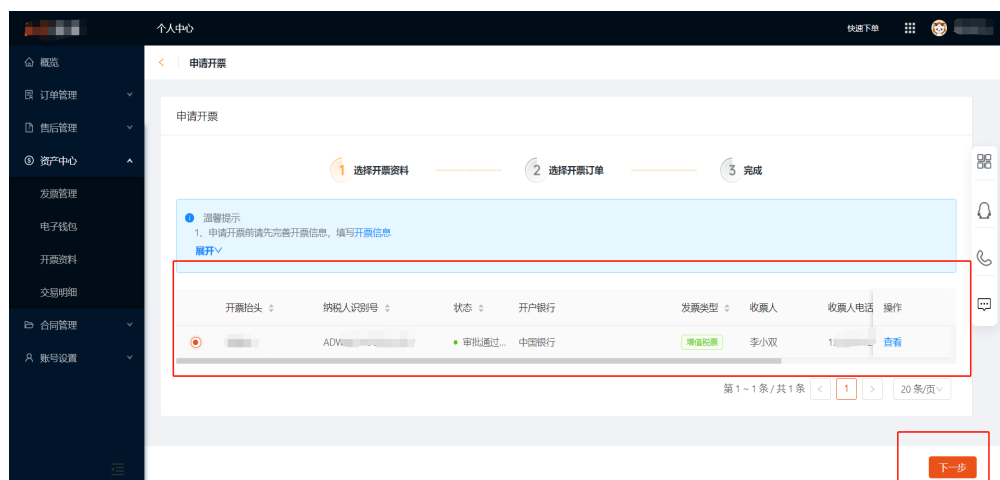 个人中心 快速下单
概览
订单管理
售后管理
资产中心
发票管理
电子钱包
开票资料
交易明细
合同管理
账号设置
申请开票
申请开票
1 选择开票资料 2 选择开票订单 3 完成
温馨提示
1、申请开票前请先完善开票信息，填写开票信息
展开
开票抬头 纳税人识别号 状态 开户银行 发票类型 收票人 收票人电话 操作
ADW 审批通过... 中国银行 增值税票 李小双 1 查看
第 1 ~ 1 条 / 共 1 条 < 1 > 20 条/页
下一步